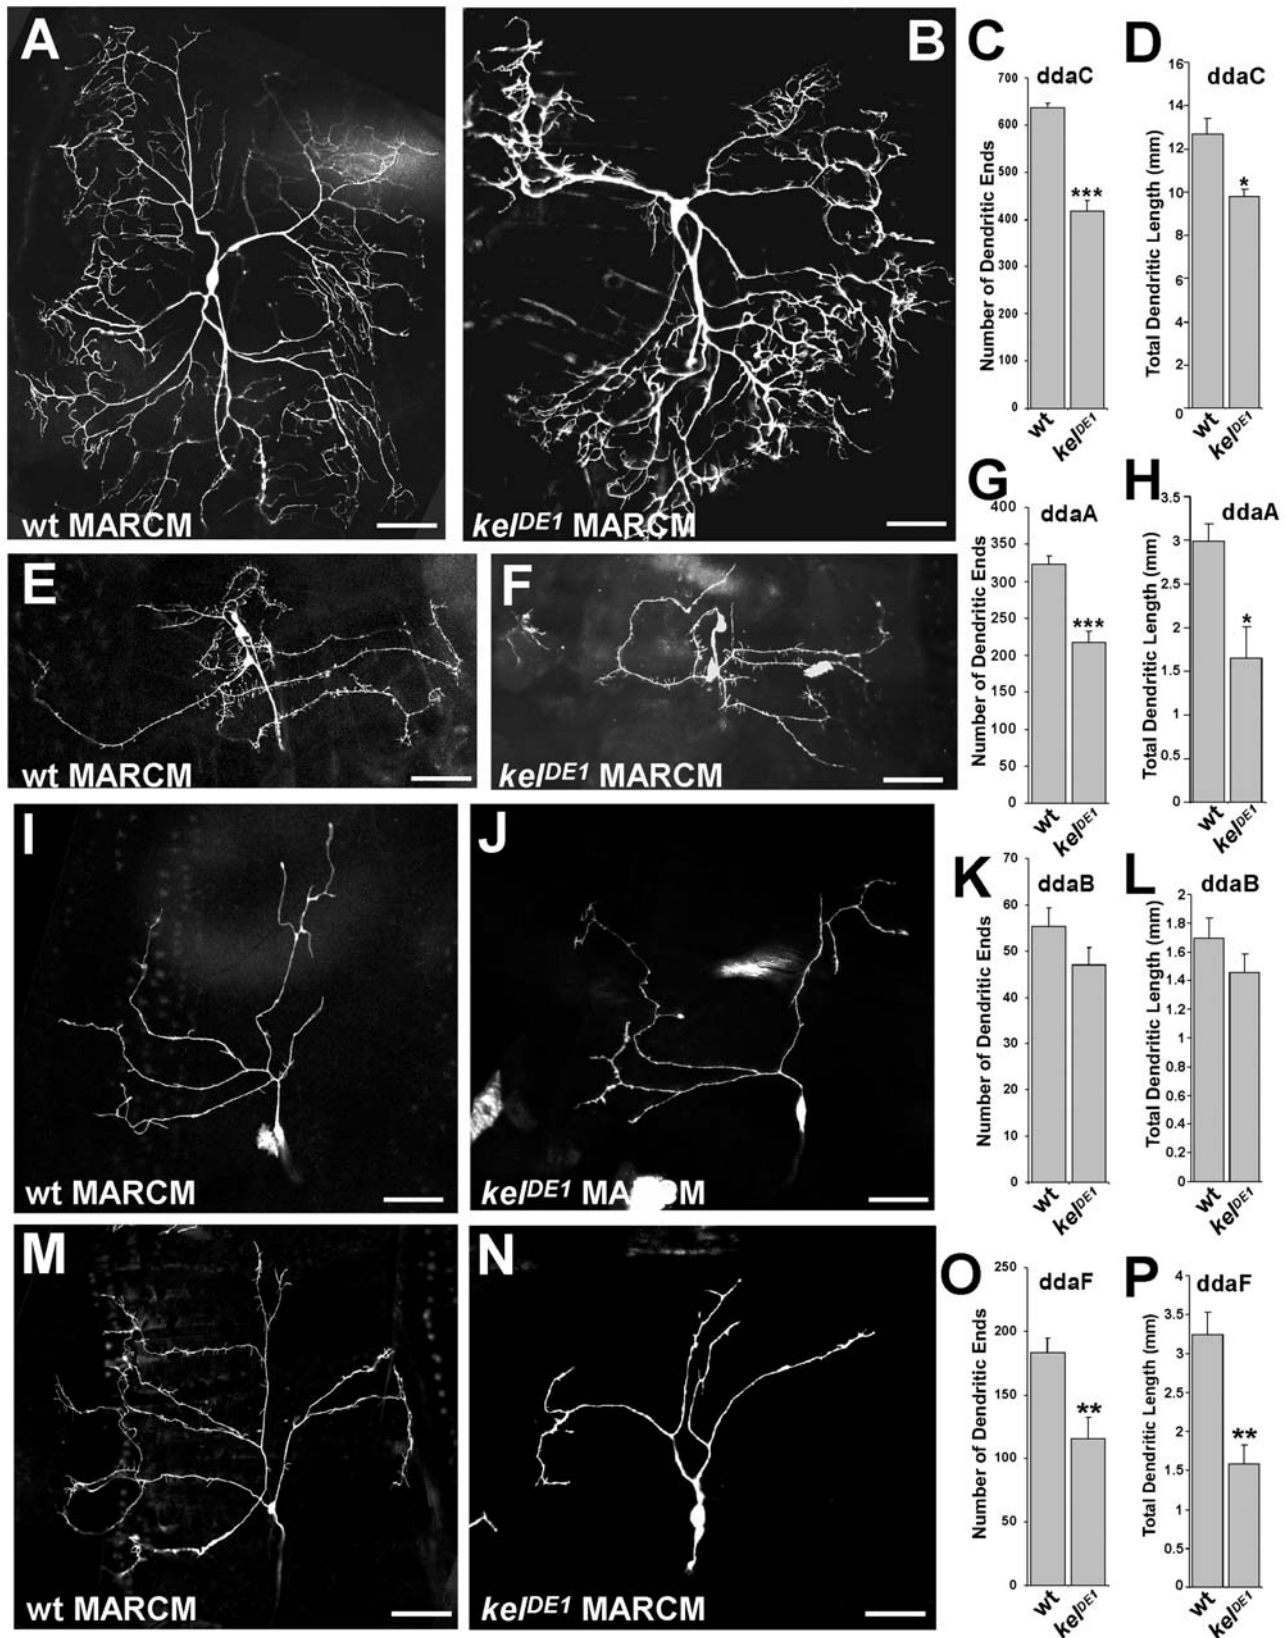 A
wt MARCM
B
kelDE1 MARCM
C
ddaC
Number of Dendritic Ends
700
600
500
400
300
200
100
0
***
wt
kelDE1
D
ddaC
Total Dendritic Length (mm)
16
14
12
10
8
6
4
2
0
*
wt
kelDE1
E
wt MARCM
F
kelDE1 MARCM
G
ddaA
Number of Dendritic Ends
400
350
300
250
200
150
100
50
0
***
wt
kelDE1
H
ddaA
Total Dendritic Length (mm)
3.5
3
2.5
2
1.5
1
0.5
0
*
wt
kelDE1
I
wt MARCM
J
kelDE1 MARCM
K
ddaB
Number of Dendritic Ends
70
60
50
40
30
20
10
0
wt
kelDE1
L
ddaB
Total Dendritic Length (mm)
2
1.8
1.6
1.4
1.2
1
0.8
0.6
0.4
0.2
0
wt
kelDE1
M
wt MARCM
N
kelDE1 MARCM
O
ddaF
Number of Dendritic Ends
250
200
150
100
50
0
**
wt
kelDE1
P
ddaF
Total Dendritic Length (mm)
4
3.5
3
2.5
2
1.5
1
0.5
0
**
wt
kelDE1